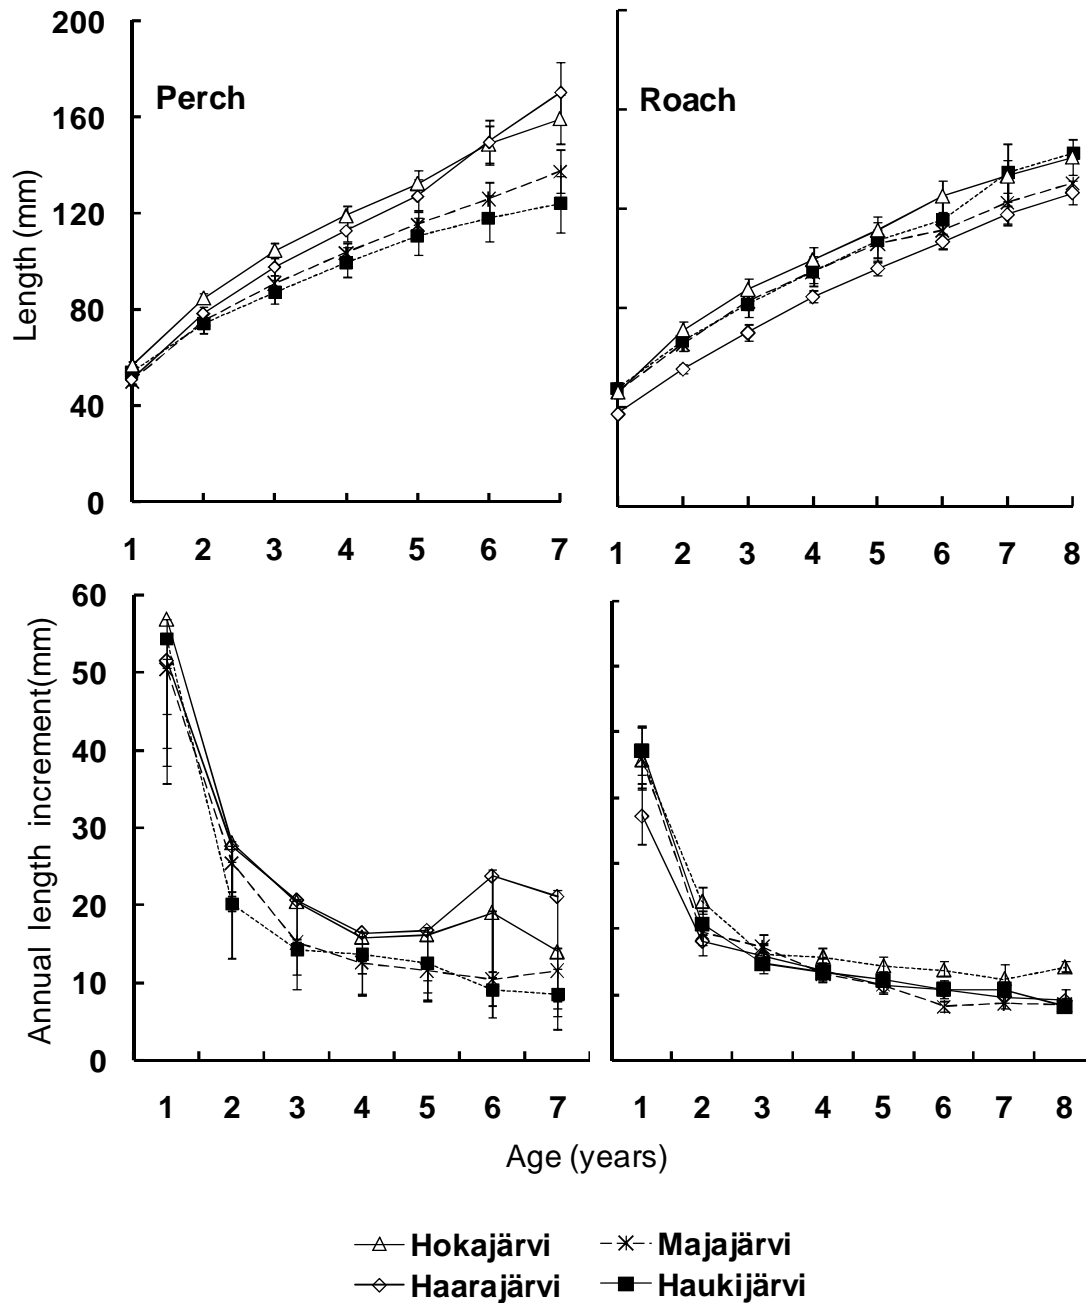 200
160
120
80
40
0
Length (mm)
Perch
Roach
1 2 3 4 5 6 7
1 2 3 4 5 6 7 8
60
50
40
30
20
10
0
Annual length increment(mm)
1 2 3 4 5 6 7
1 2 3 4 5 6 7 8
Age (years)
Hokajärvi
Majajärvi
Haarajärvi
Haukijärvi